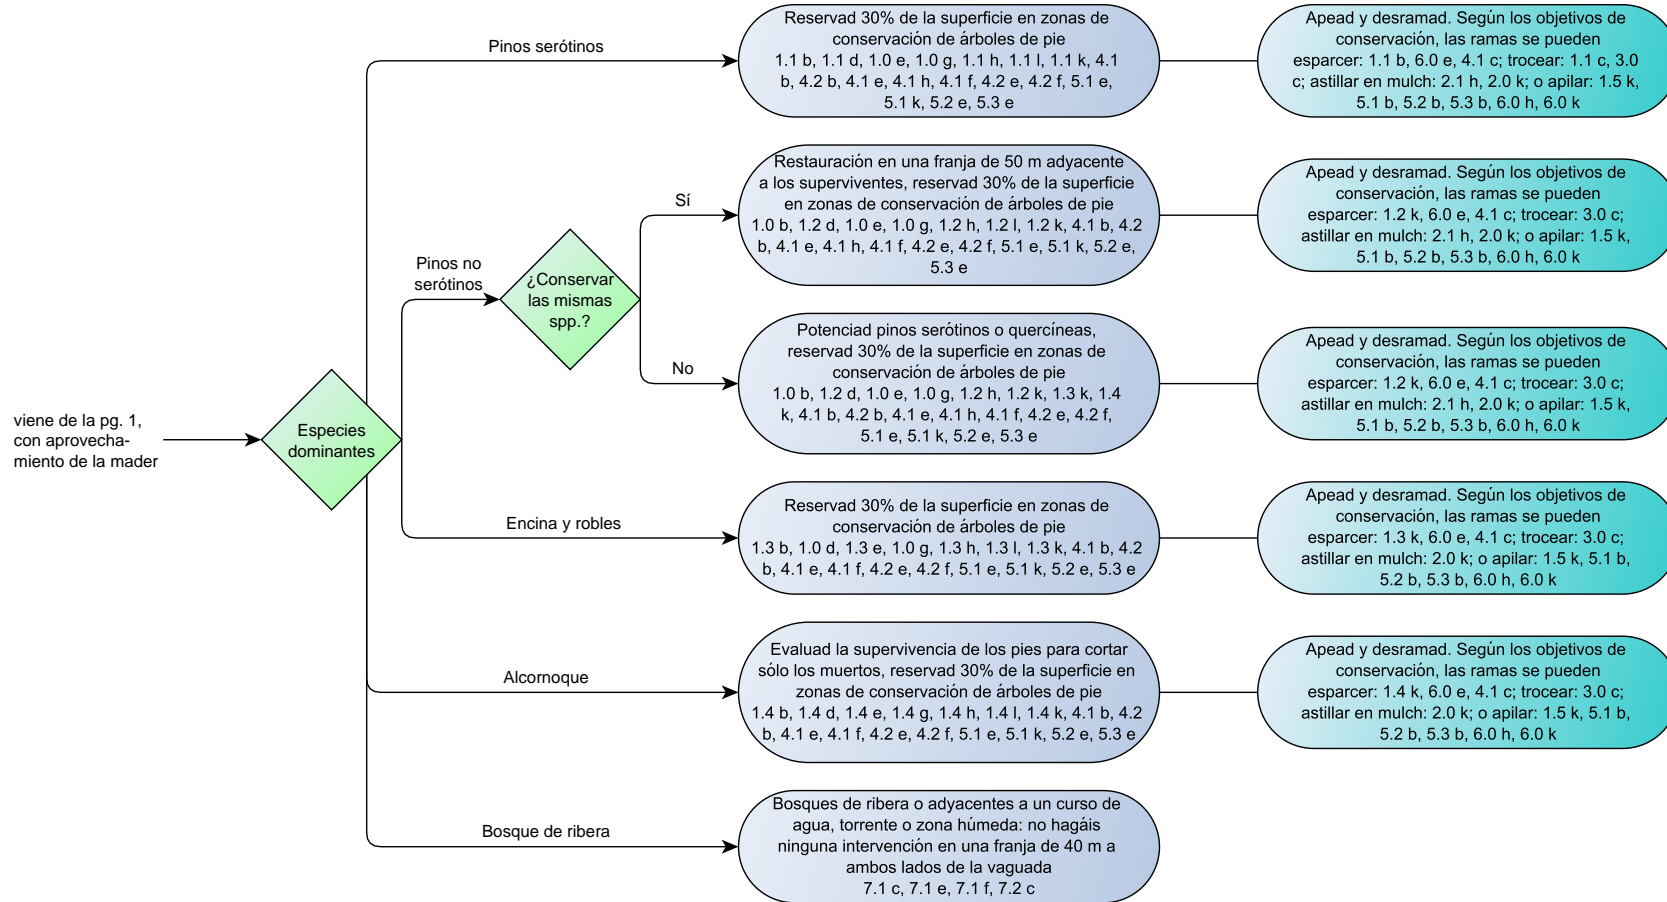 viene de la pg. 1,
con aprovecha-
miento de la mader
Especies
dominantes
Pinos serótinos
Reservad 30% de la superficie en zonas de
conservación de árboles de pie
1.1 b, 1.1 d, 1.0 e, 1.0 g, 1.1 h, 1.1 l, 1.1 k, 4.1
b, 4.2 b, 4.1 e, 4.1 h, 4.1 f, 4.2 e, 4.2 f, 5.1 e,
5.1 k, 5.2 e, 5.3 e
Apead y desramad. Según los objetivos de
conservación, las ramas se pueden
esparcer: 1.1 b, 6.0 e, 4.1 c; trocear: 1.1 c, 3.0
c; astillar en mulch: 2.1 h, 2.0 k; o apilar: 1.5 k,
5.1 b, 5.2 b, 5.3 b, 6.0 h, 6.0 k
Pinos no
serótinos
¿Conservar
las mismas
spp.?
Sí
Restauración en una franja de 50 m adyacente
a los superviventes, reservad 30% de la superficie
en zonas de conservación de árboles de pie
1.0 b, 1.2 d, 1.0 e, 1.0 g, 1.2 h, 1.2 l, 1.2 k, 4.1 b, 4.2
b, 4.1 e, 4.1 h, 4.1 f, 4.2 e, 4.2 f, 5.1 e, 5.1 k, 5.2 e,
5.3 e
Apead y desramad. Según los objetivos de
conservación, las ramas se pueden
esparcer: 1.2 k, 6.0 e, 4.1 c; trocear: 3.0 c;
astillar en mulch: 2.1 h, 2.0 k; o apilar: 1.5 k,
5.1 b, 5.2 b, 5.3 b, 6.0 h, 6.0 k
No
Potenciad pinos serótinos o quercíneas,
reservad 30% de la superficie en zonas de
conservación de árboles de pie
1.0 b, 1.2 d, 1.0 e, 1.0 g, 1.2 h, 1.2 k, 1.3 k, 1.4
k, 4.1 b, 4.2 b, 4.1 e, 4.1 h, 4.1 f, 4.2 e, 4.2 f,
5.1 e, 5.1 k, 5.2 e, 5.3 e
Apead y desramad. Según los objetivos de
conservación, las ramas se pueden
esparcer: 1.2 k, 6.0 e, 4.1 c; trocear: 3.0 c;
astillar en mulch: 2.1 h, 2.0 k; o apilar: 1.5 k,
5.1 b, 5.2 b, 5.3 b, 6.0 h, 6.0 k
Encina y robles
Reservad 30% de la superficie en zonas de
conservación de árboles de pie
1.3 b, 1.0 d, 1.3 e, 1.0 g, 1.3 h, 1.3 l, 1.3 k, 4.1 b, 4.2
b, 4.1 e, 4.1 f, 4.2 e, 4.2 f, 5.1 e, 5.1 k, 5.2 e, 5.3 e
Apead y desramad. Según los objetivos de
conservación, las ramas se pueden
esparcer: 1.3 k, 6.0 e, 4.1 c; trocear: 3.0 c;
astillar en mulch: 2.0 k; o apilar: 1.5 k, 5.1 b,
5.2 b, 5.3 b, 6.0 h, 6.0 k
Alcornoque
Evaluad la supervivencia de los pies para cortar
sólo los muertos, reservad 30% de la superficie en
zonas de conservación de árboles de pie
1.4 b, 1.4 d, 1.4 e, 1.4 g, 1.4 h, 1.4 l, 1.4 k, 4.1 b, 4.2
b, 4.1 e, 4.1 f, 4.2 e, 4.2 f, 5.1 e, 5.1 k, 5.2 e, 5.3 e
Apead y desramad. Según los objetivos de
conservación, las ramas se pueden
esparcer: 1.4 k, 6.0 e, 4.1 c; trocear: 3.0 c;
astillar en mulch: 2.0 k; o apilar: 1.5 k, 5.1 b,
5.2 b, 5.3 b, 6.0 h, 6.0 k
Bosque de ribera
Bosques de ribera o adyacentes a un curso de
agua, torrente o zona húmeda: no hagáis
ninguna intervención en una franja de 40 m a
ambos lados de la vaguada
7.1 c, 7.1 e, 7.1 f, 7.2 c